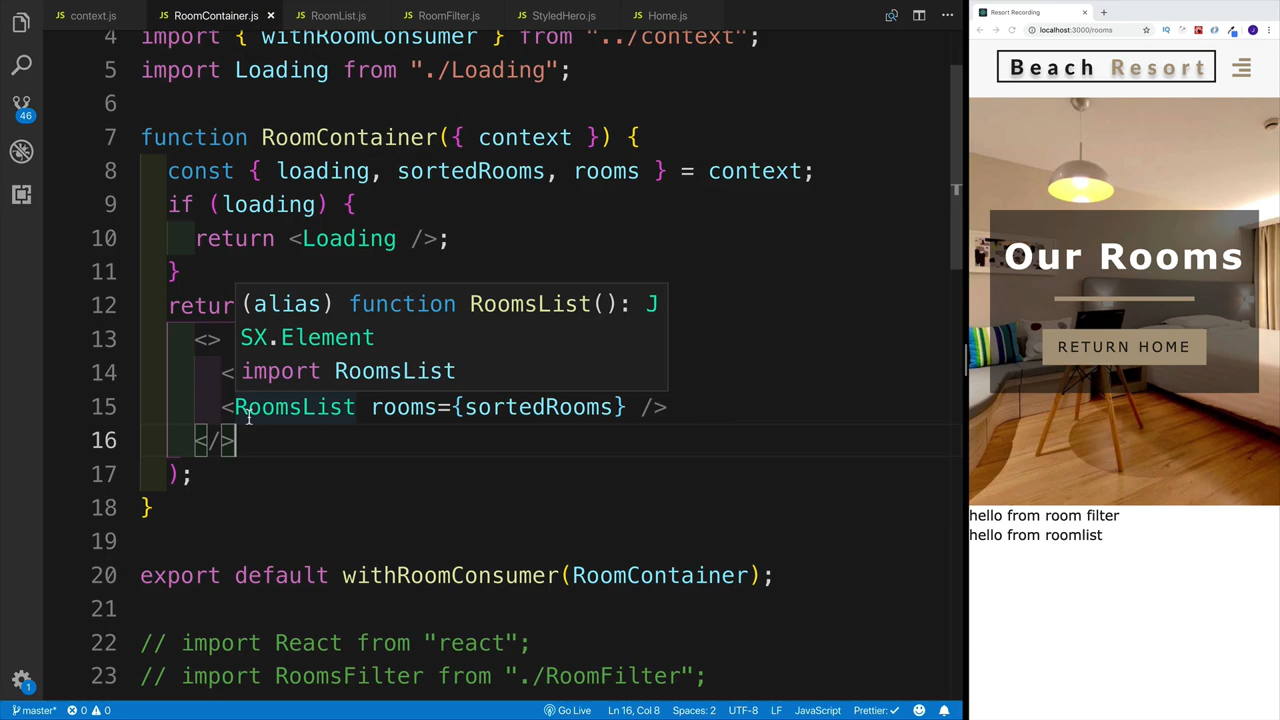 context.js
RoomContainer.js
RoomList.js
RoomFilter.js
StyledHero.js
Home.js
4 import { withRoomConsumer } from "../context";
5 import Loading from "./Loading";
6
7 function RoomContainer({ context }) {
8 const { loading, sortedRooms, rooms } = context;
9 if (loading) {
10 return <Loading />;
11 }
12 retur
(alias) function RoomsList(): J
SX.Element
import RoomsList
13 <>
14 <
15 <RoomsList rooms={sortedRooms} />
16 </>
17 );
18 }
19
20 export default withRoomConsumer(RoomContainer);
21
22 // import React from "react";
23 // import RoomsFilter from "./RoomFilter";
46
1
master*
0 0
Go Live
Ln 16, Col 8
Spaces: 2
UTF-8
LF
JavaScript
Prettier: ✓
Resort Recording
localhost:3000/rooms
Beach Resort
Our Rooms
RETURN HOME
hello from room filter
hello from roomlist